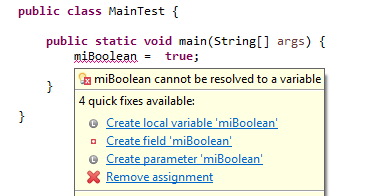 public class MainTest {
public static void main(String[] args) {
miBoolean = true;
miBoolean cannot be resolved to a variable
}
4 quick fixes available:
}
Create local variable 'miBoolean'
Create field 'miBoolean'
Create parameter 'miBoolean'
Remove assignment